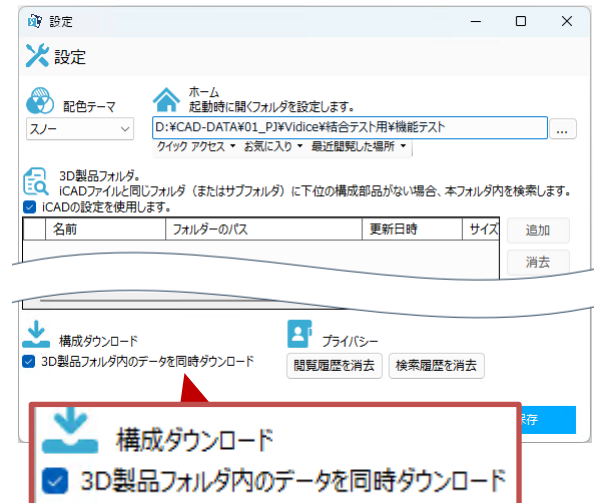 設定
設定
配色テーマ
スノー
ホーム
起動時に開くフォルダを設定します。
D:¥CAD-DATA¥01_PJ¥Vidice¥結合テスト用¥機能テスト
...
クイック アクセス お気に入り 最近閲覧した場所
3D製品フォルダ。
iCADファイルと同じフォルダ（またはサブフォルダ）に下位の構成部品がない場合、本フォルダ内を検索します。
iCADの設定を使用します。
名前 フォルダーのパス 更新日時 サイズ
追加
消去
構成ダウンロード
3D製品フォルダ内のデータを同時ダウンロード
プライバシー
閲覧履歴を消去 検索履歴を消去
存
構成ダウンロード
3D製品フォルダ内のデータを同時ダウンロード